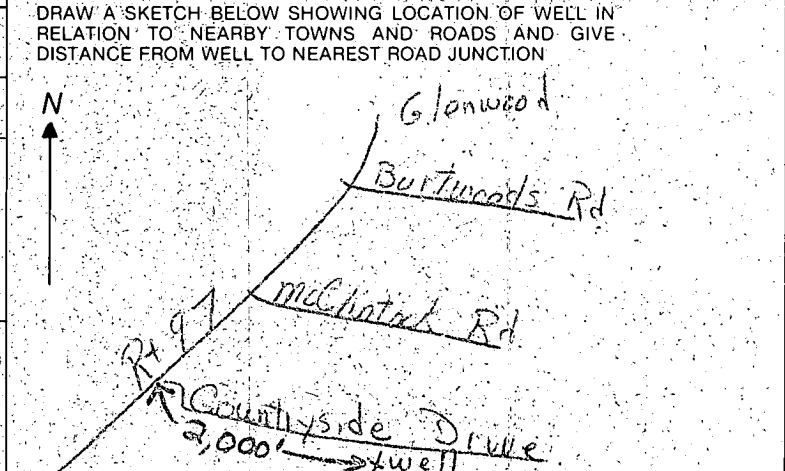 DRAW A SKETCH BELOW SHOWING LOCATION OF WELL IN
RELATION TO NEARBY TOWNS AND ROADS AND GIVE
DISTANCE FROM WELL TO NEAREST ROAD JUNCTION
N
Glenwood
Burtwoods Rd
McClintock Rd
Rt 97
Countryside Drive
2,000'
x well